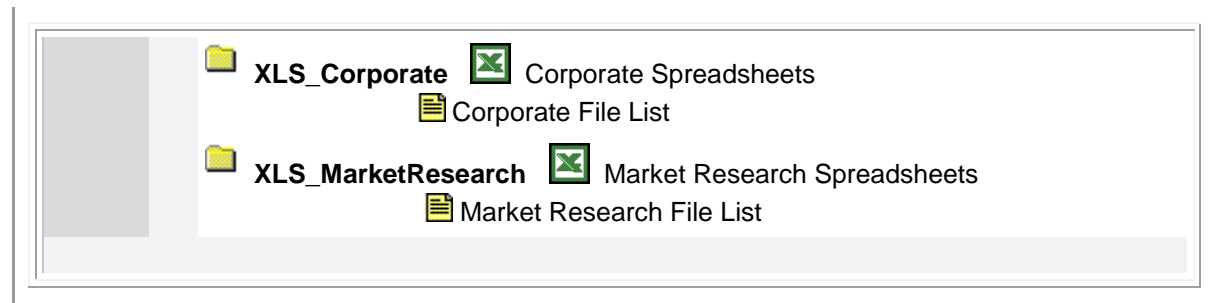 XLS_Corporate Corporate Spreadsheets
Corporate File List
XLS_MarketResearch Market Research Spreadsheets
Market Research File List